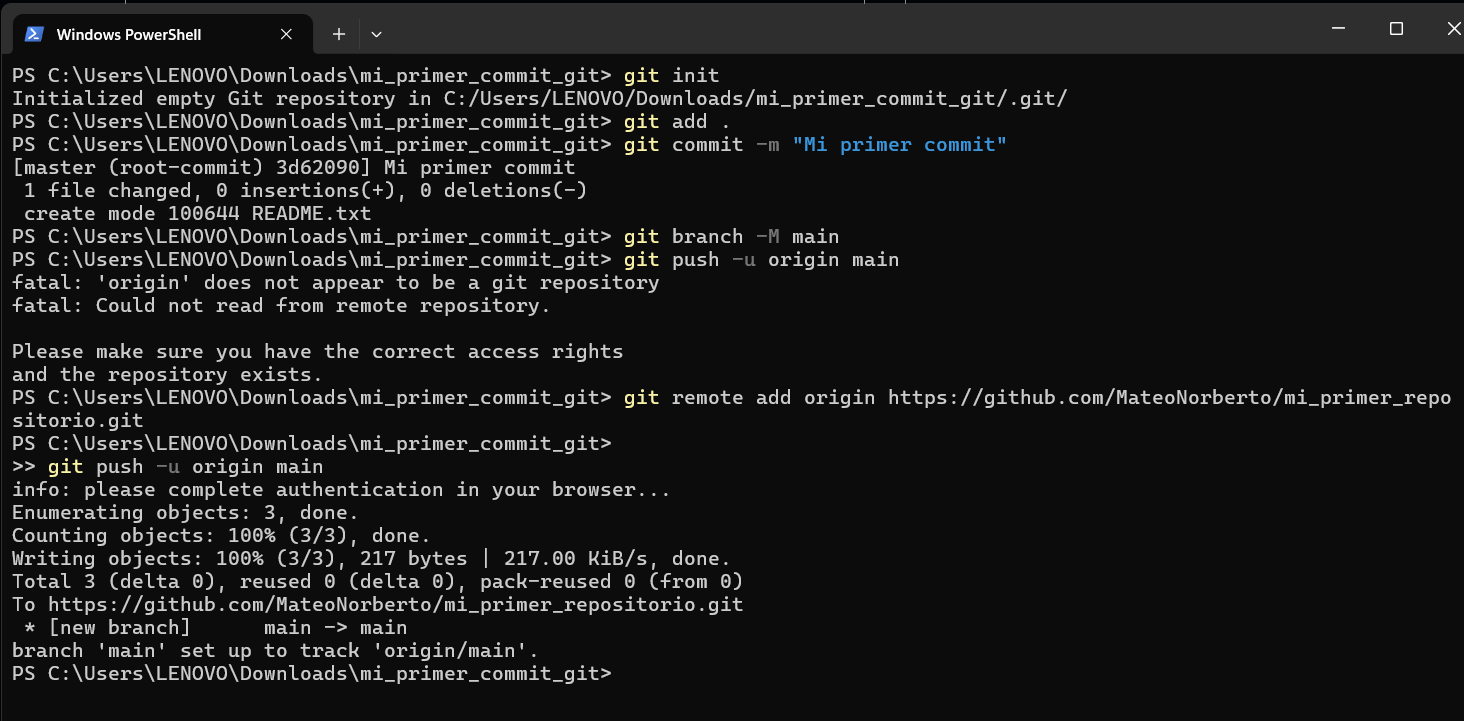 Windows PowerShell
PS C:\Users\LENOVO\Downloads\mi_primer_commit_git> git init
Initialized empty Git repository in C:/Users/LENOVO/Downloads/mi_primer_commit_git/.git/
PS C:\Users\LENOVO\Downloads\mi_primer_commit_git> git add .
PS C:\Users\LENOVO\Downloads\mi_primer_commit_git> git commit -m "Mi primer commit"
[master (root-commit) 3d62090] Mi primer commit
 1 file changed, 0 insertions(+), 0 deletions(-)
 create mode 100644 README.txt
PS C:\Users\LENOVO\Downloads\mi_primer_commit_git> git branch -M main
PS C:\Users\LENOVO\Downloads\mi_primer_commit_git> git push -u origin main
fatal: 'origin' does not appear to be a git repository
fatal: Could not read from remote repository.

Please make sure you have the correct access rights
and the repository exists.
PS C:\Users\LENOVO\Downloads\mi_primer_commit_git> git remote add origin https://github.com/MateoNorberto/mi_primer_repo
sitorio.git
PS C:\Users\LENOVO\Downloads\mi_primer_commit_git>
>> git push -u origin main
info: please complete authentication in your browser...
Enumerating objects: 3, done.
Counting objects: 100% (3/3), done.
Writing objects: 100% (3/3), 217 bytes | 217.00 KiB/s, done.
Total 3 (delta 0), reused 0 (delta 0), pack-reused 0 (from 0)
To https://github.com/MateoNorberto/mi_primer_repositorio.git
 * [new branch]      main -> main
branch 'main' set up to track 'origin/main'.
PS C:\Users\LENOVO\Downloads\mi_primer_commit_git>